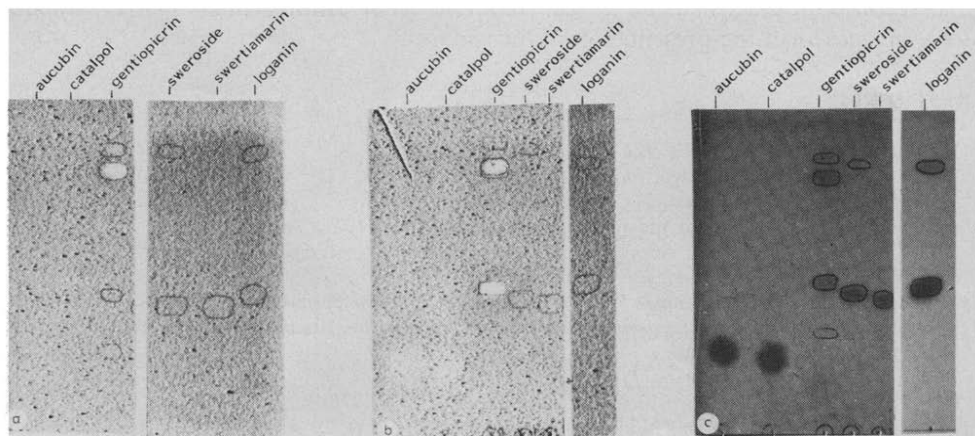 aucubin
catalpol
gentiopicrin
sweroside
swertiamarin
loganin
a
aucubin
catalpol
gentiopicrin
sweroside
swertiamarin
loganin
b
aucubin
catalpol
gentiopicrin
sweroside
swertiamarin
loganin
c